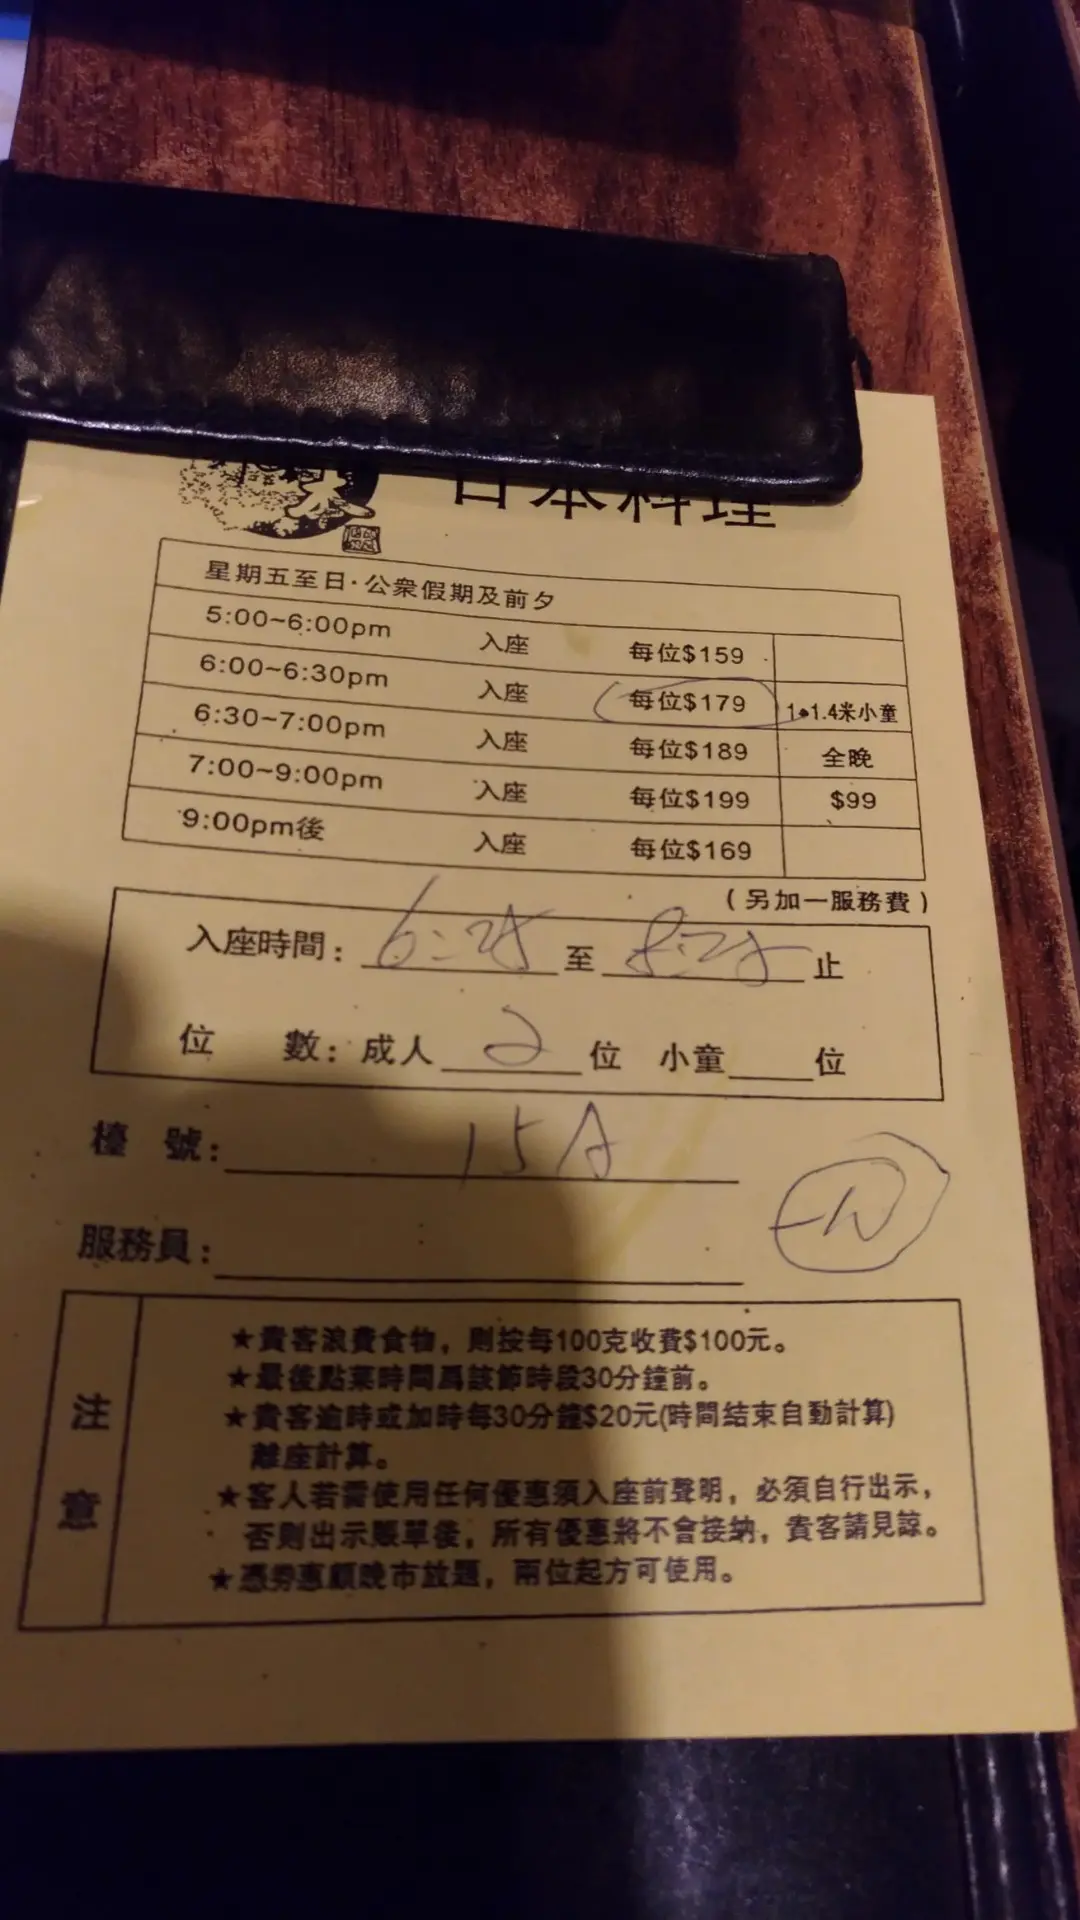 日本料理
星期五至日·公衆假期及前夕
5:00~6:00pm 入座 每位$159
6:00~6:30pm 入座 每位$179 1~1.4米小童
6:30~7:00pm 入座 每位$189 全晚
7:00~9:00pm 入座 每位$199 $99
9:00pm後 入座 每位$169
(另加一服務費)
入座時間: 6:25 至 8:25 止
位 數: 成人 2 位 小童 位
檯 號: 15A
服務員:
注意
★貴客浪費食物，則按每100克收費$100元。
★最後點菜時間爲該節時段30分鐘前。
★貴客逾時或加時每30分鐘$20元(時間结束自動計算)
離座計算。
★客人若需使用任何優惠須入座前聲明，必須自行出示，
否則出示賬單後，所有優惠將不會接納，貴客請見諒。
★憑券惠顧晚市放題，兩位起方可使用。